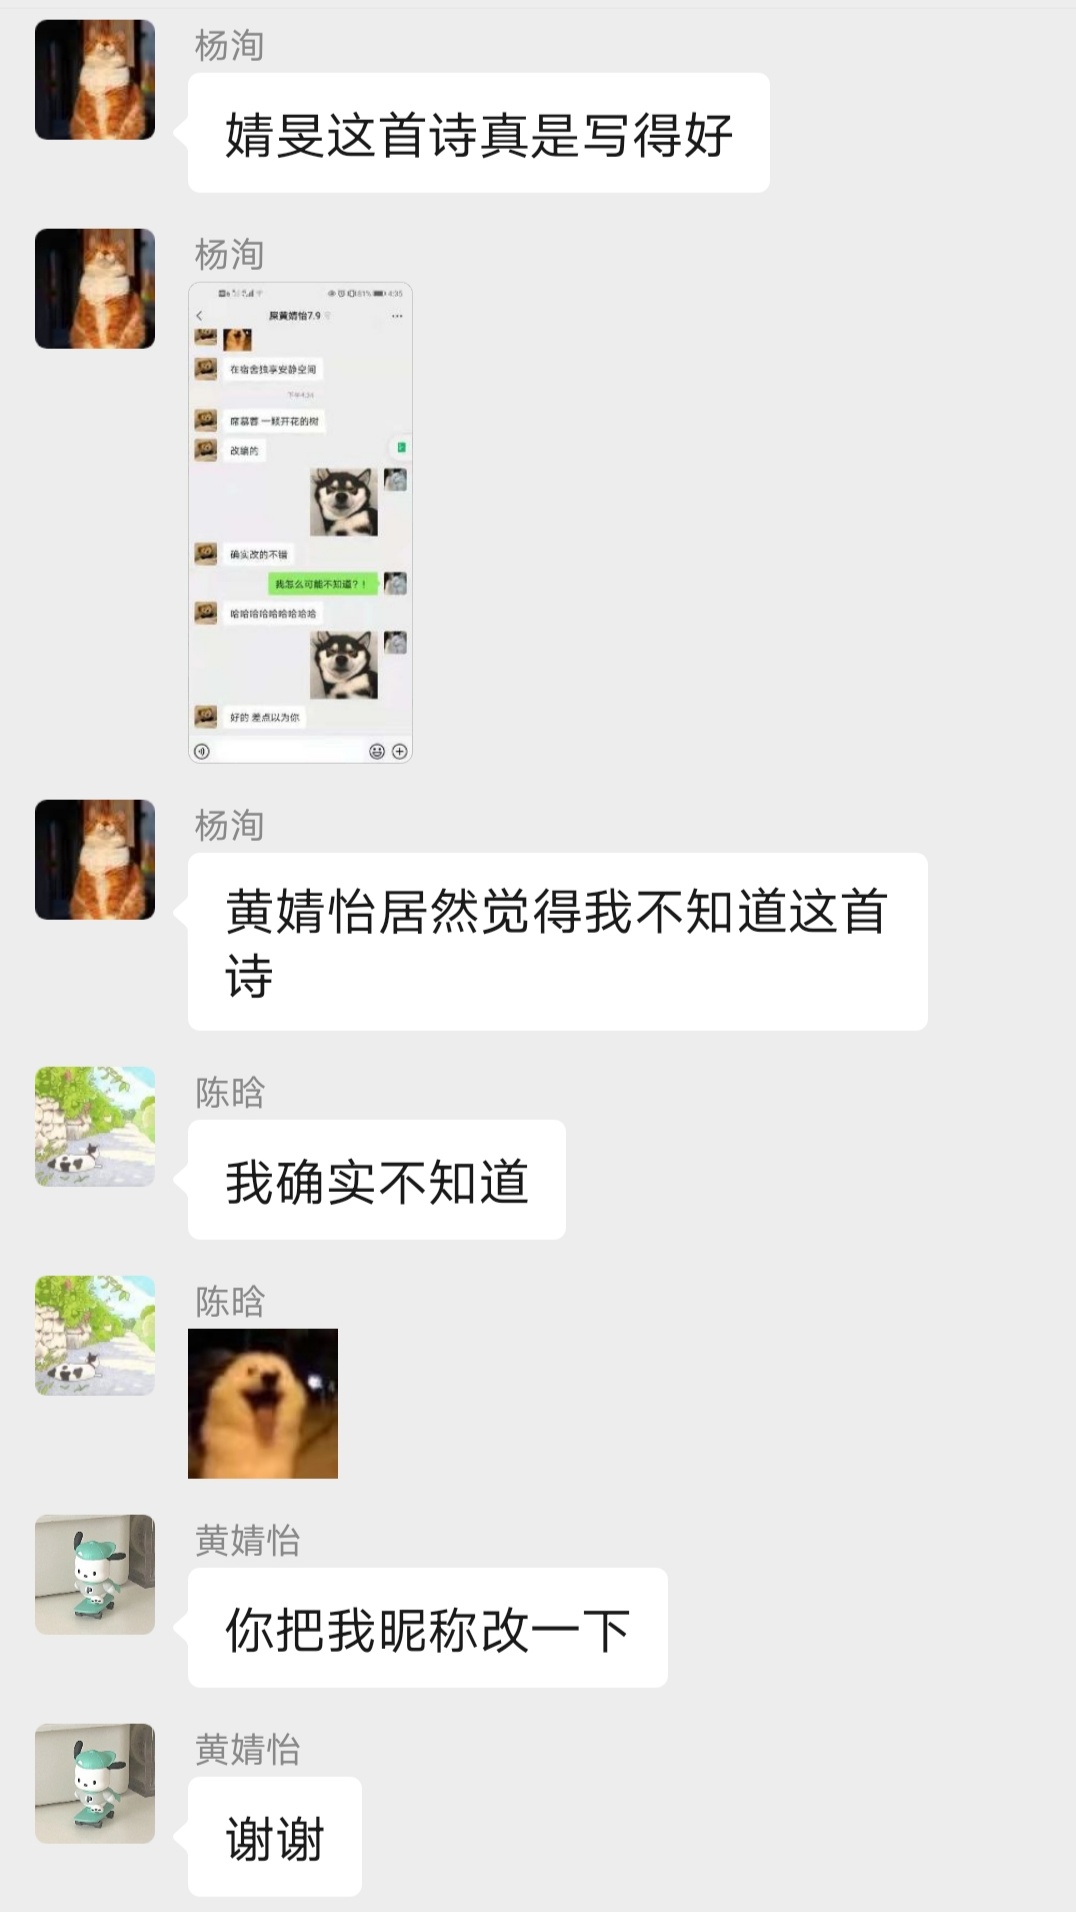 杨洵
婧旻这首诗真是写得好
杨洵
屎黄婧怡7.9
在宿舍独享安静空间
席慕蓉 一颗开花的树
改编的
确实改的不错
我怎么可能不知道？！
哈哈哈哈哈哈哈哈哈
好的 差点以为你
杨洵
黄婧怡居然觉得我不知道这首
诗
陈晗
我确实不知道
陈晗
黄婧怡
你把我昵称改一下
黄婧怡
谢谢